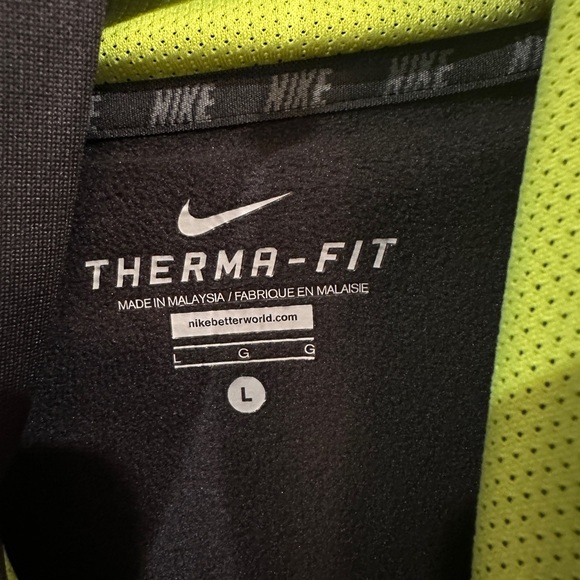 NIKE NIKE NIKE
THERMA-FIT
MADE IN MALAYSIA / FABRIQUE EN MALAISIE
nikebetterworld.com
L G G
L